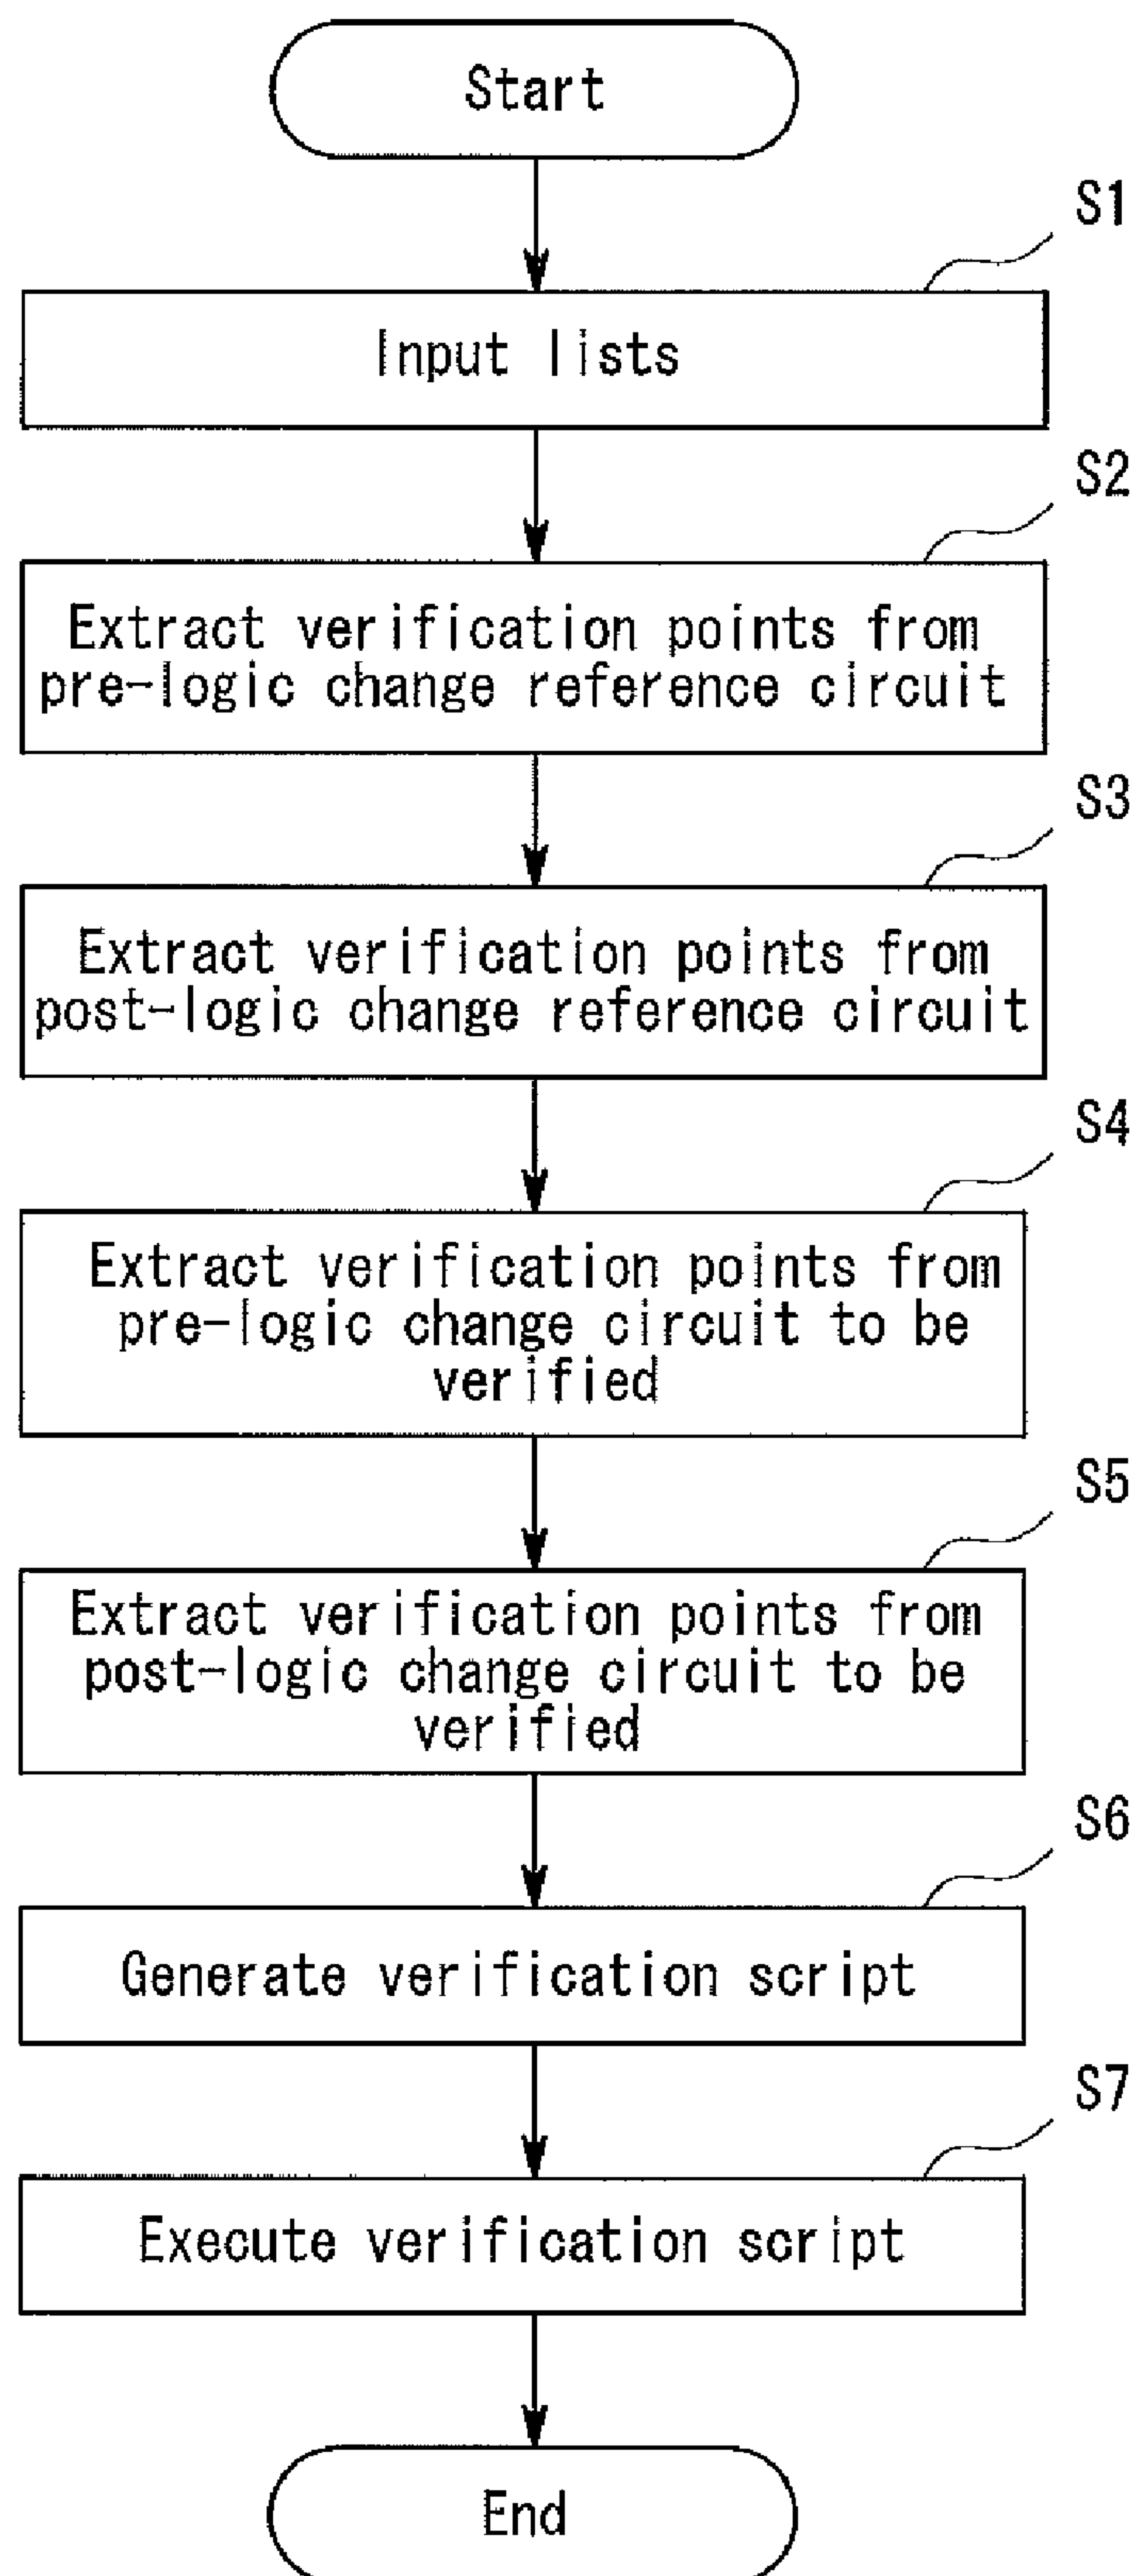 Start
S1
Input lists
S2
Extract verification points from
pre-logic change reference circuit
S3
Extract verification points from
post-logic change reference circuit
S4
Extract verification points from
pre-logic change circuit to be
verified
S5
Extract verification points from
post-logic change circuit to be
verified
S6
Generate verification script
S7
Execute verification script
End